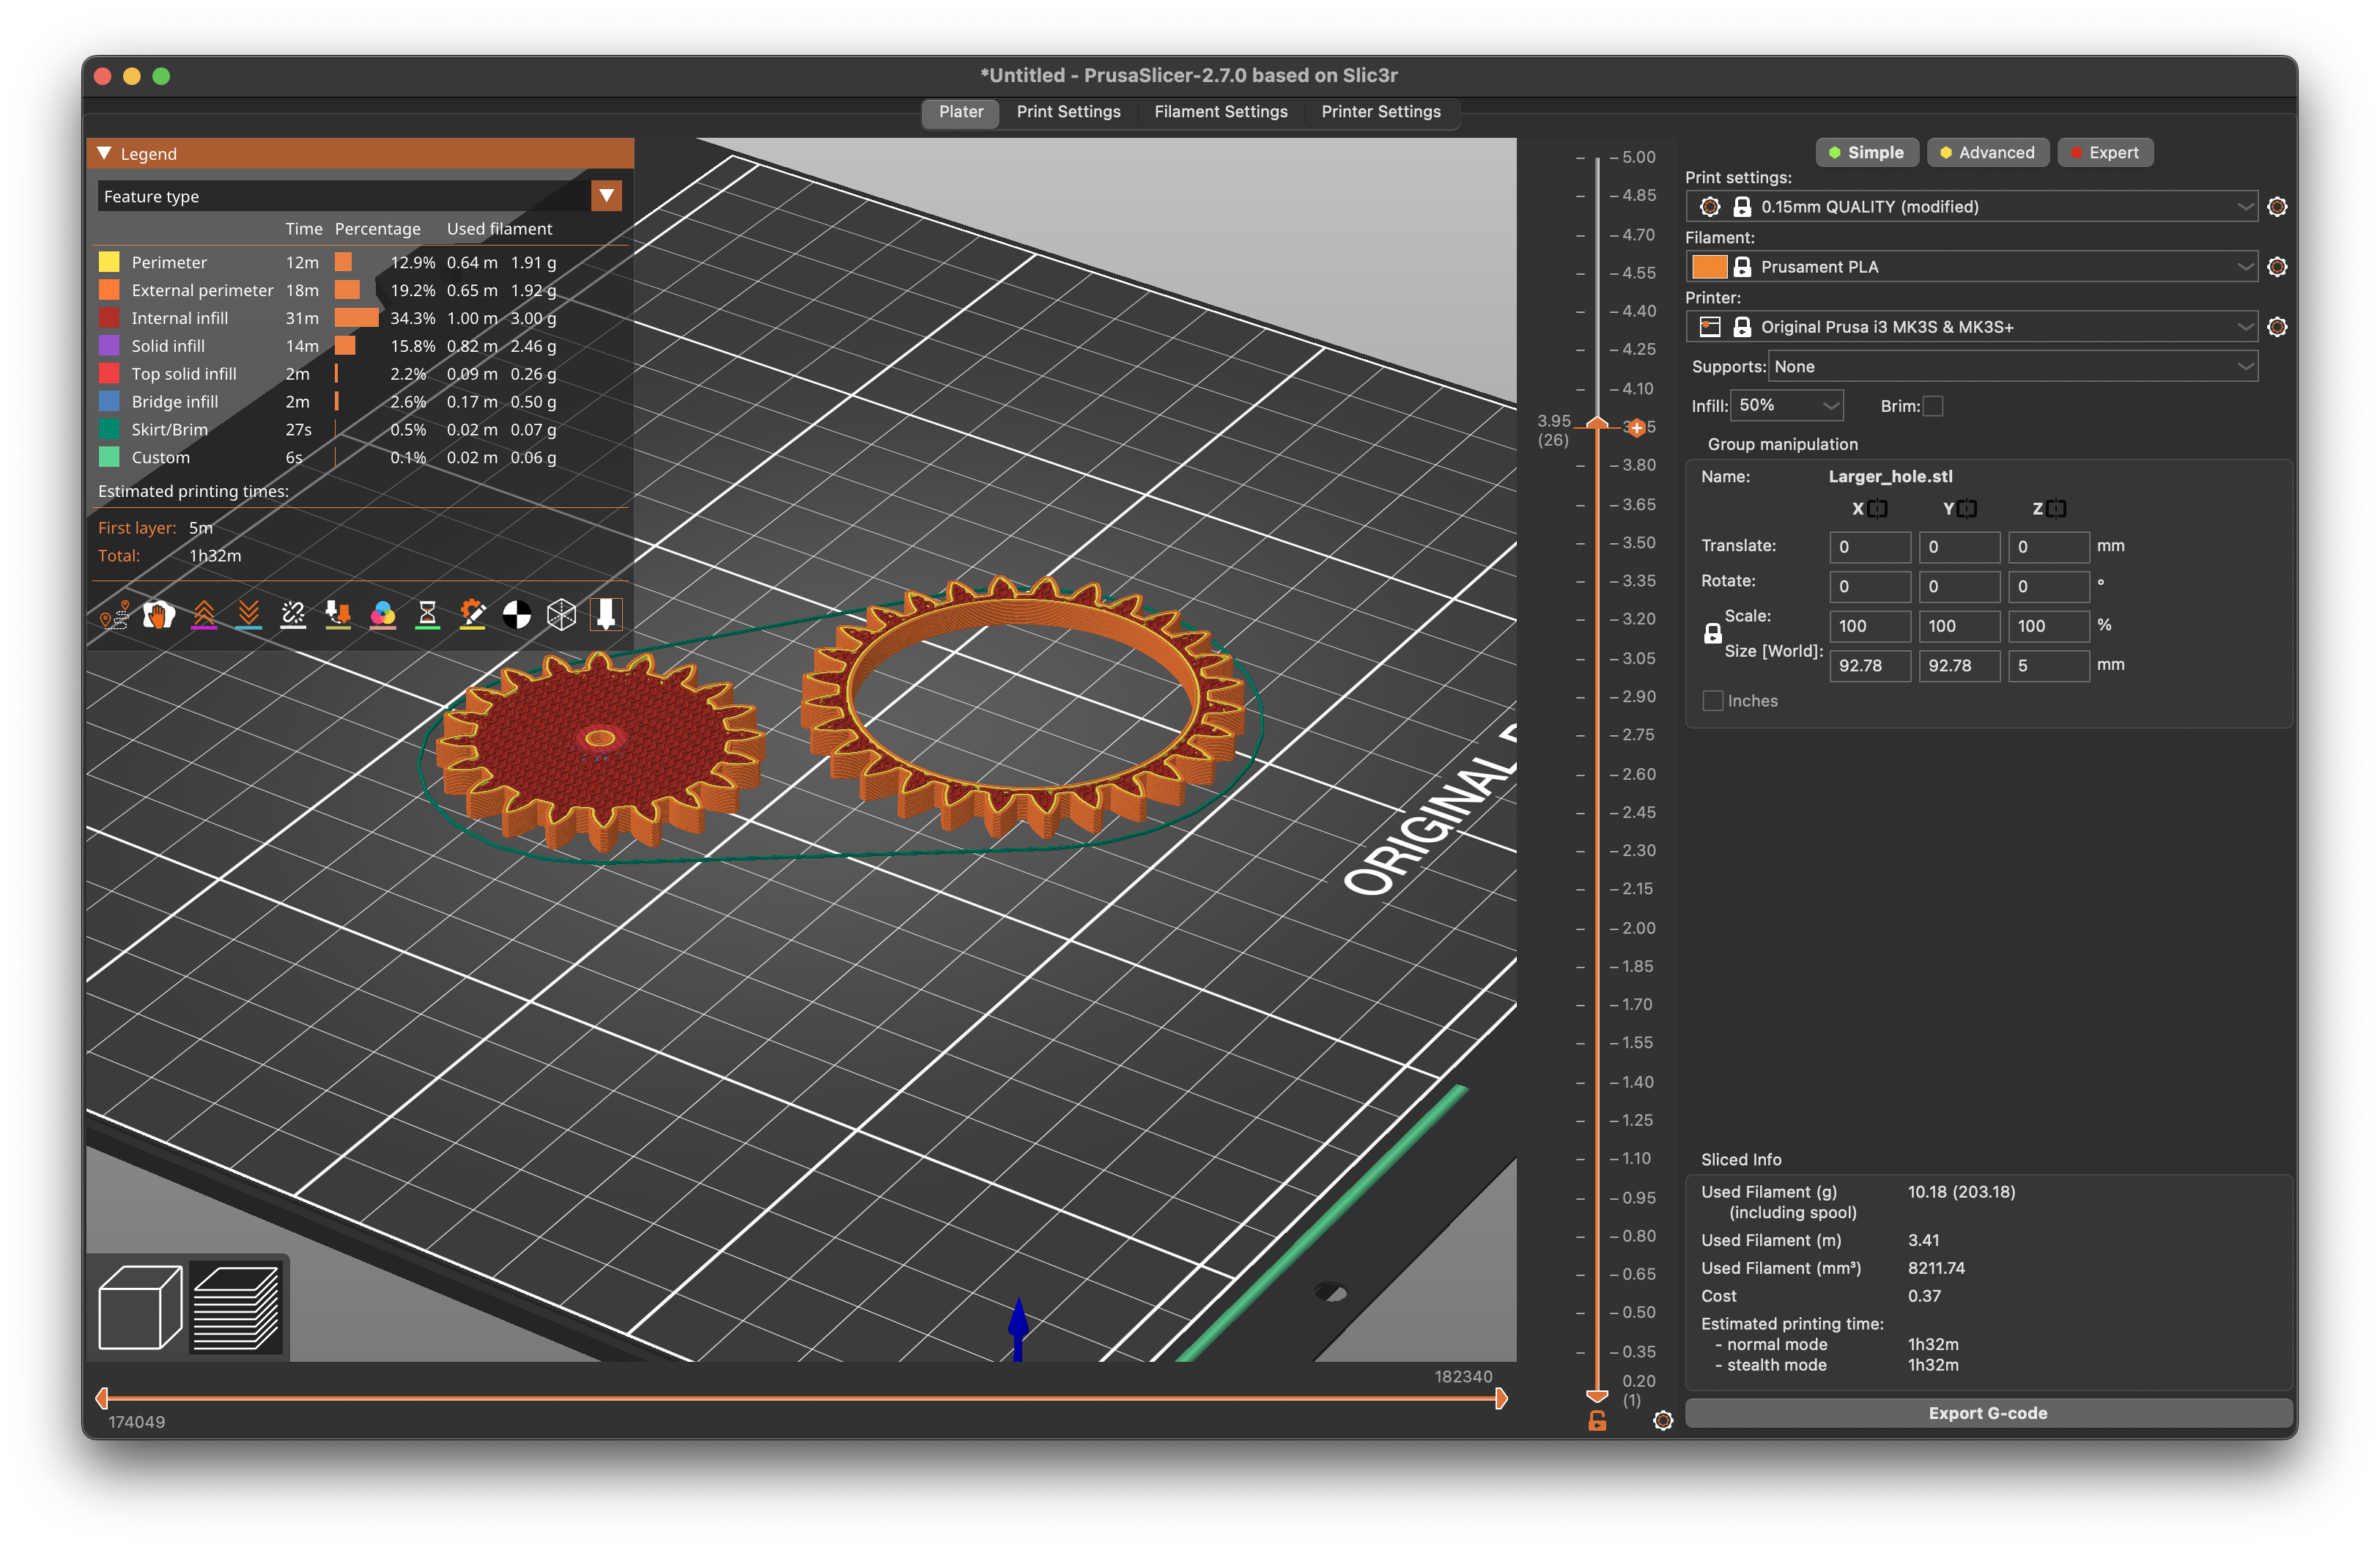 *Untitled - PrusaSlicer-2.7.0 based on Slic3r
Plater Print Settings Filament Settings Printer Settings
Legend
Feature type
Time Percentage Used filament
Perimeter 12m 12.9% 0.64 m 1.91 g
External perimeter 18m 19.2% 0.65 m 1.92 g
Internal infill 31m 34.3% 1.00 m 3.00 g
Solid infill 14m 15.8% 0.82 m 2.46 g
Top solid infill 2m 2.2% 0.09 m 0.26 g
Bridge infill 2m 2.6% 0.17 m 0.50 g
Skirt/Brim 27s 0.5% 0.02 m 0.07 g
Custom 6s 0.1% 0.02 m 0.06 g
Estimated printing times:
First layer: 5m
Total: 1h32m
ORIGINAL
174049
182340
5.00
4.85
4.70
4.55
4.40
4.25
4.10
3.95
(26)
3.80
3.65
3.50
3.35
3.20
3.05
2.90
2.75
2.60
2.45
2.30
2.15
2.00
1.85
1.70
1.55
1.40
1.25
1.10
0.95
0.80
0.65
0.50
0.35
0.20
(1)
Simple Advanced Expert
Print settings:
0.15mm QUALITY (modified)
Filament:
Prusament PLA
Printer:
Original Prusa i3 MK3S & MK3S+
Supports: None
Infill: 50% Brim:
Group manipulation
Name: Larger_hole.stl
X Y Z
Translate: 0 0 0 mm
Rotate: 0 0 0 °
Scale: 100 100 100 %
Size [World]: 92.78 92.78 5 mm
Inches
Sliced Info
Used Filament (g) 10.18 (203.18)
(including spool)
Used Filament (m) 3.41
Used Filament (mm³) 8211.74
Cost 0.37
Estimated printing time:
- normal mode 1h32m
- stealth mode 1h32m
Export G-code